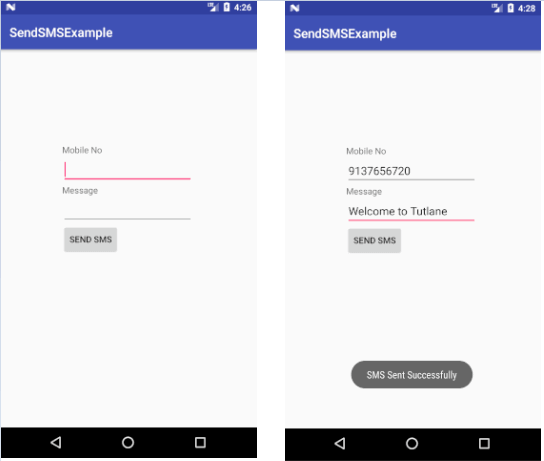 4:26
SendSMSExample
Mobile No
Message
SEND SMS
4:28
SendSMSExample
Mobile No
9137656720
Message
Welcome to Tutlane
SEND SMS
SMS Sent Successfully